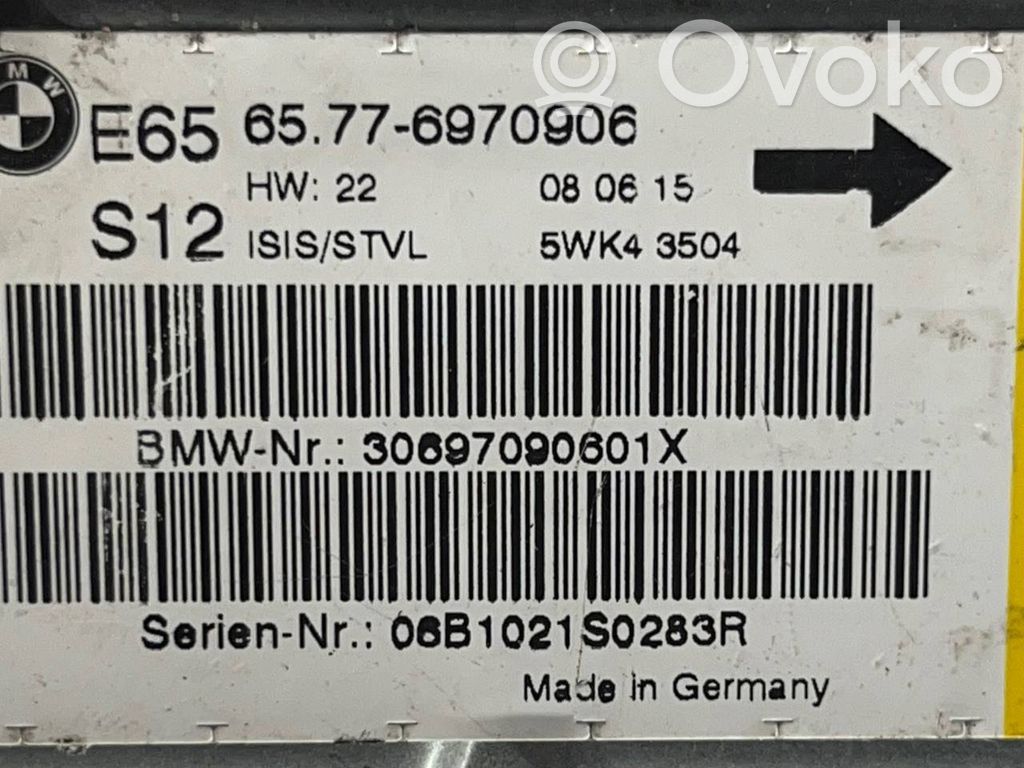 Ovoko
BMW
E65 65.77-6970906
HW: 22 08 06 15
S12 ISIS/STVL 5WK4 3504
BMW-Nr.: 30697090601X
Serien-Nr.: 06B1021S0283R
Made in Germany